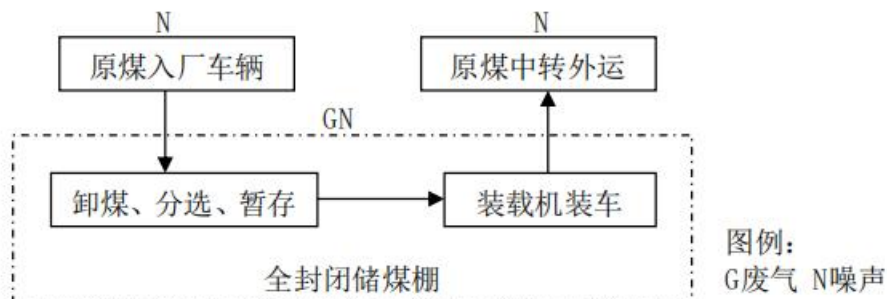 N
N
原煤入厂车辆
原煤中转外运
GN
卸煤、分选、暂存
装载机装车
全封闭储煤棚
图例:
G废气 N噪声